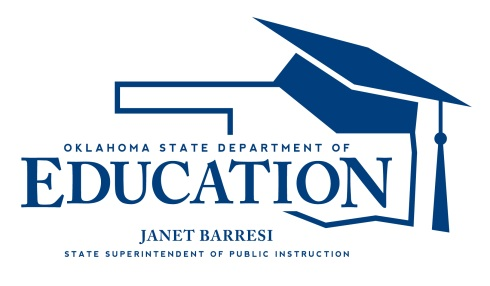 OKLAHOMA STATE DEPARTMENT OF
EDUCATION
JANET BARRESI
STATE SUPERINTENDENT OF PUBLIC INSTRUCTION